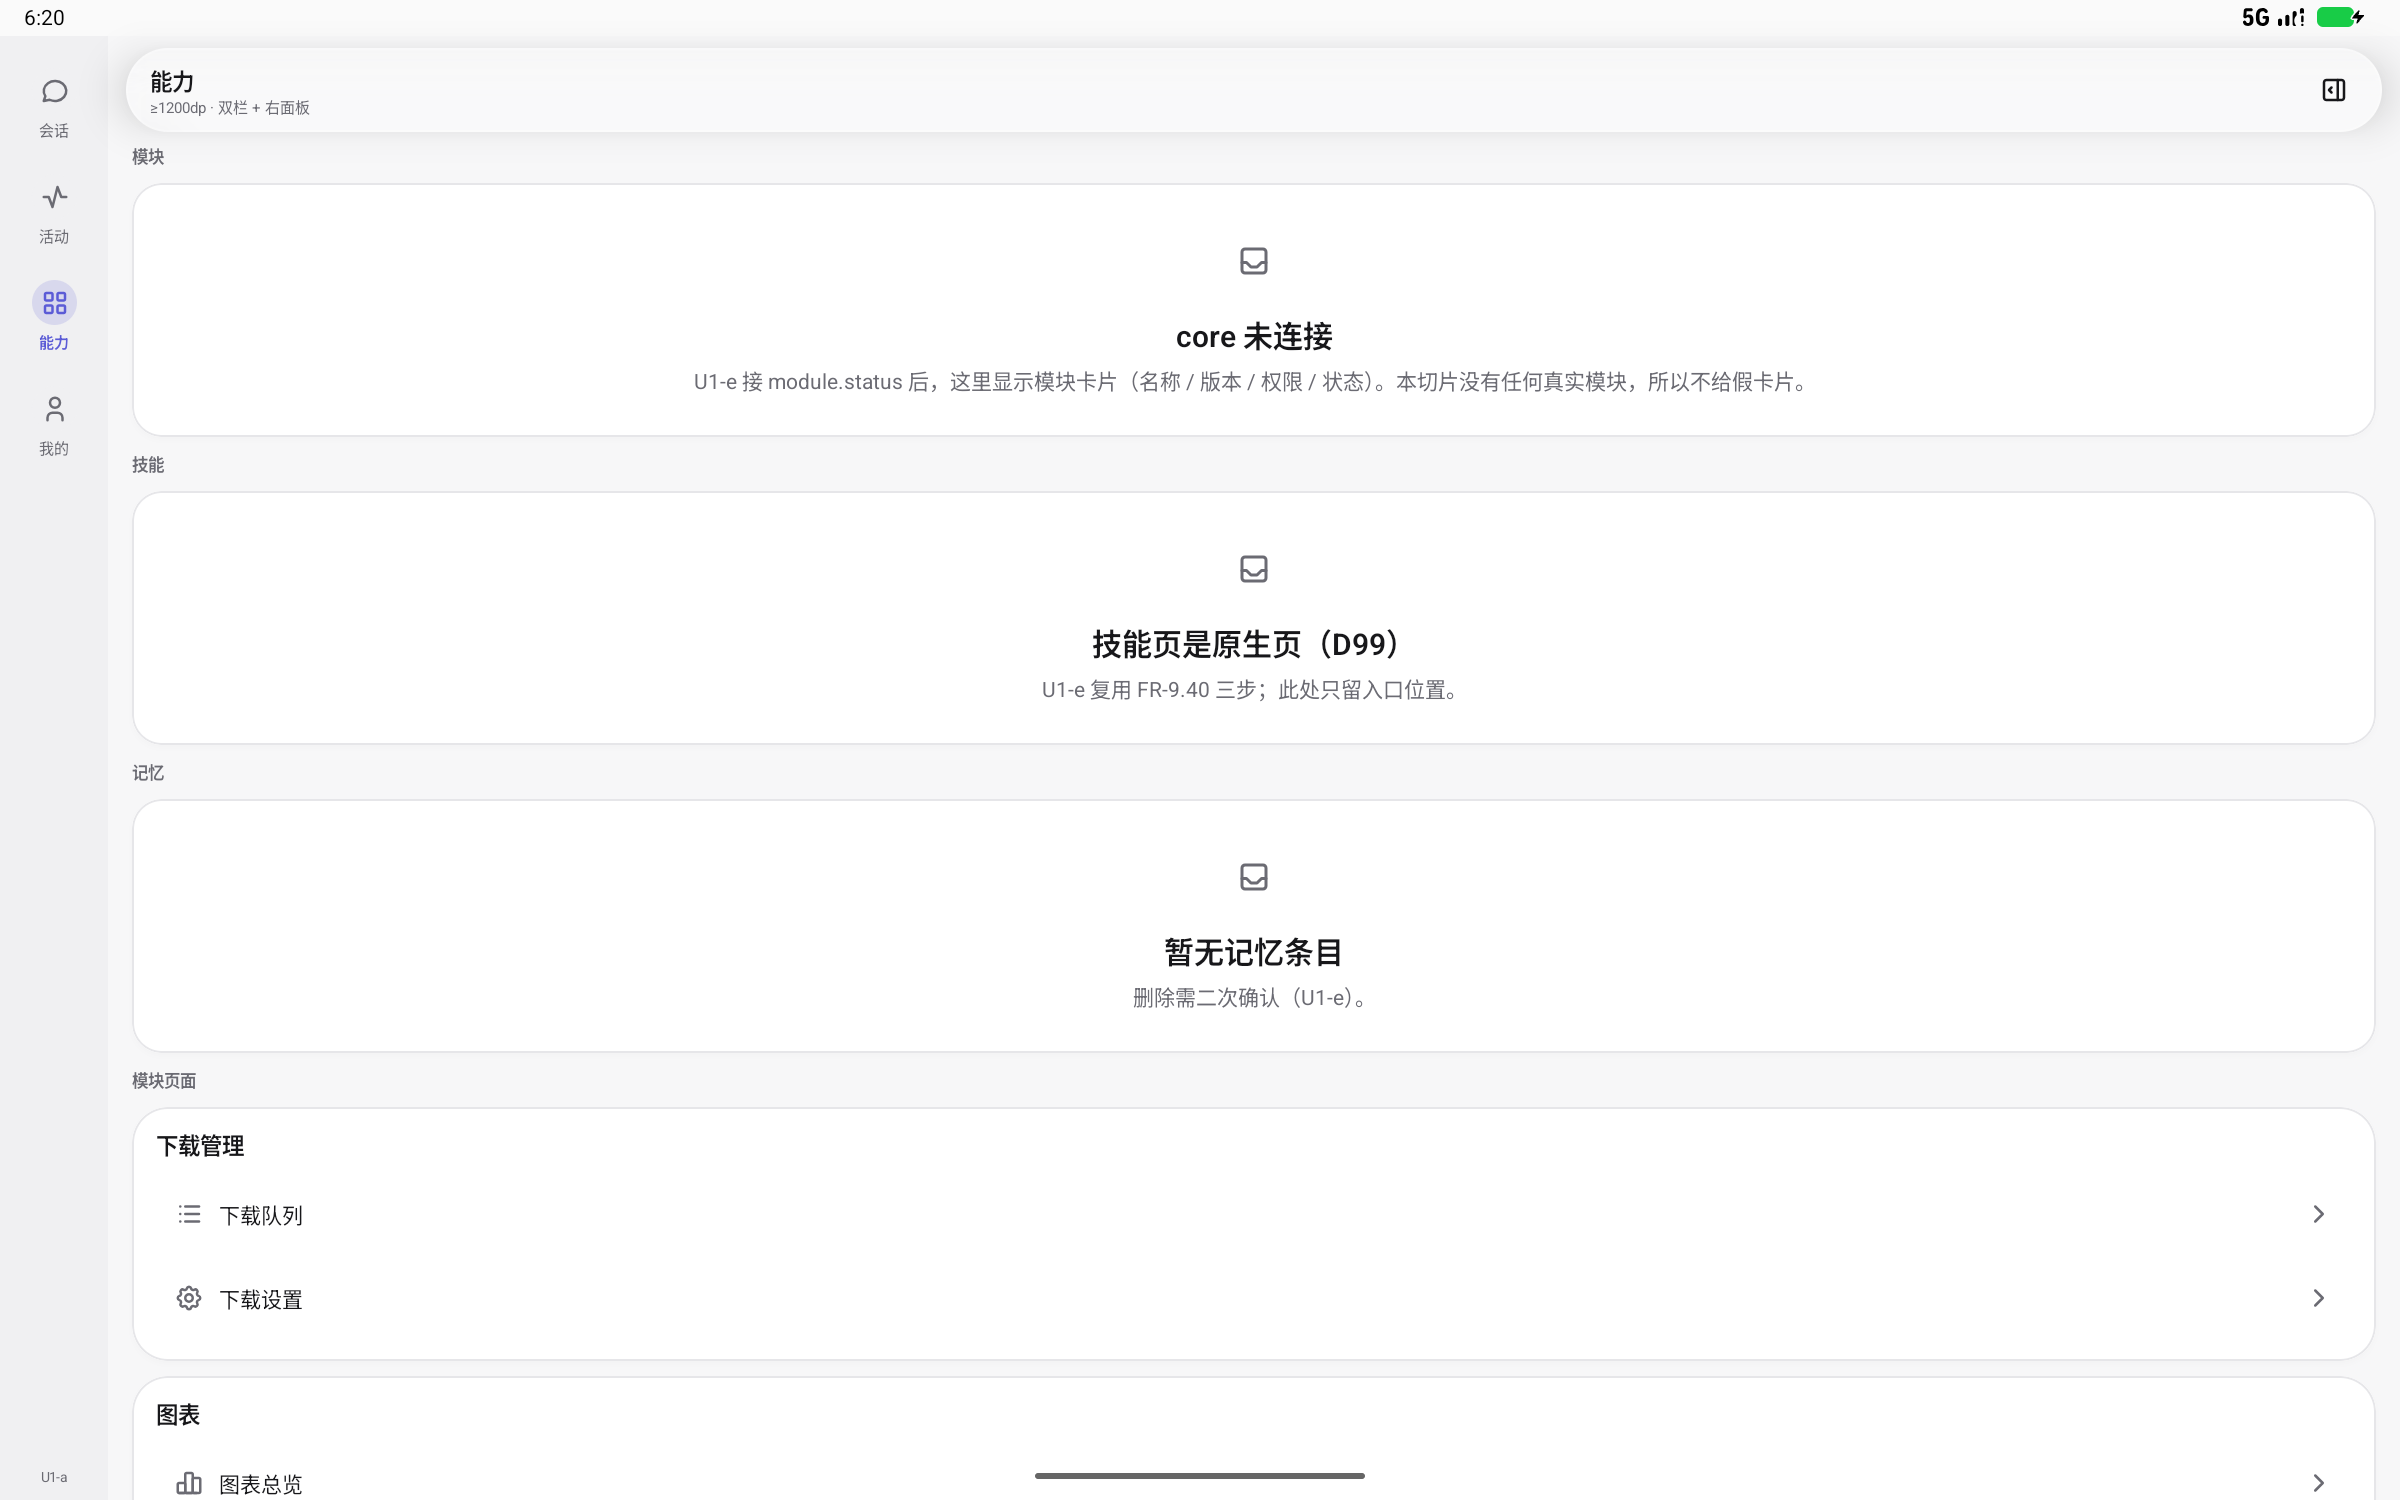 6:20
5G
会话
活动
能力
我的
U1-a
能力
≥1200dp · 双栏 + 右面板
模块
core 未连接
U1-e 接 module.status 后，这里显示模块卡片（名称 / 版本 / 权限 / 状态）。本切片没有任何真实模块，所以不给假卡片。
技能
技能页是原生页（D99）
U1-e 复用 FR-9.40 三步；此处只留入口位置。
记忆
暂无记忆条目
删除需二次确认（U1-e）。
模块页面
下载管理
下载队列
下载设置
图表
图表总览